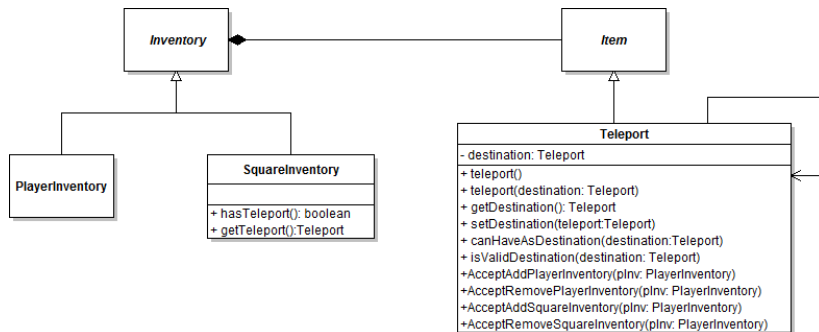 Inventory
Item
PlayerInventory
SquareInventory
+ hasTeleport(): boolean
+ getTeleport():Teleport
Teleport
- destination: Teleport
+ teleport()
+ teleport(destination: Teleport)
+ getDestination(): Teleport
+ setDestination(teleport:Teleport)
+ canHaveAsDestination(destination:Teleport)
+ isValidDestination(destination: Teleport)
+AcceptAddPlayerInventory(pInv: PlayerInventory)
+AcceptRemovePlayerInventory(pInv: PlayerInventory)
+AcceptAddSquareInventory(pInv: PlayerInventory)
+AcceptRemoveSquareInventory(pInv: PlayerInventory)